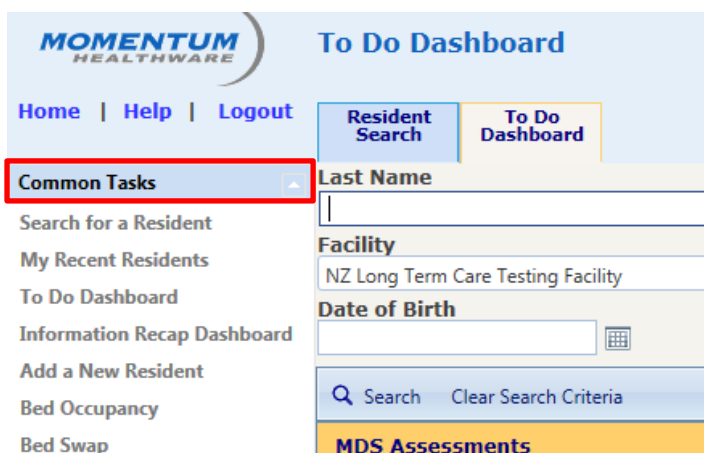 MOMENTUM
HEALTHWARE
Home | Help | Logout
Common Tasks
Search for a Resident
My Recent Residents
To Do Dashboard
Information Recap Dashboard
Add a New Resident
Bed Occupancy
Bed Swap
To Do Dashboard
Resident
Search
To Do
Dashboard
Last Name
Facility
NZ Long Term Care Testing Facility
Date of Birth
Search Clear Search Criteria
MDS Assessments